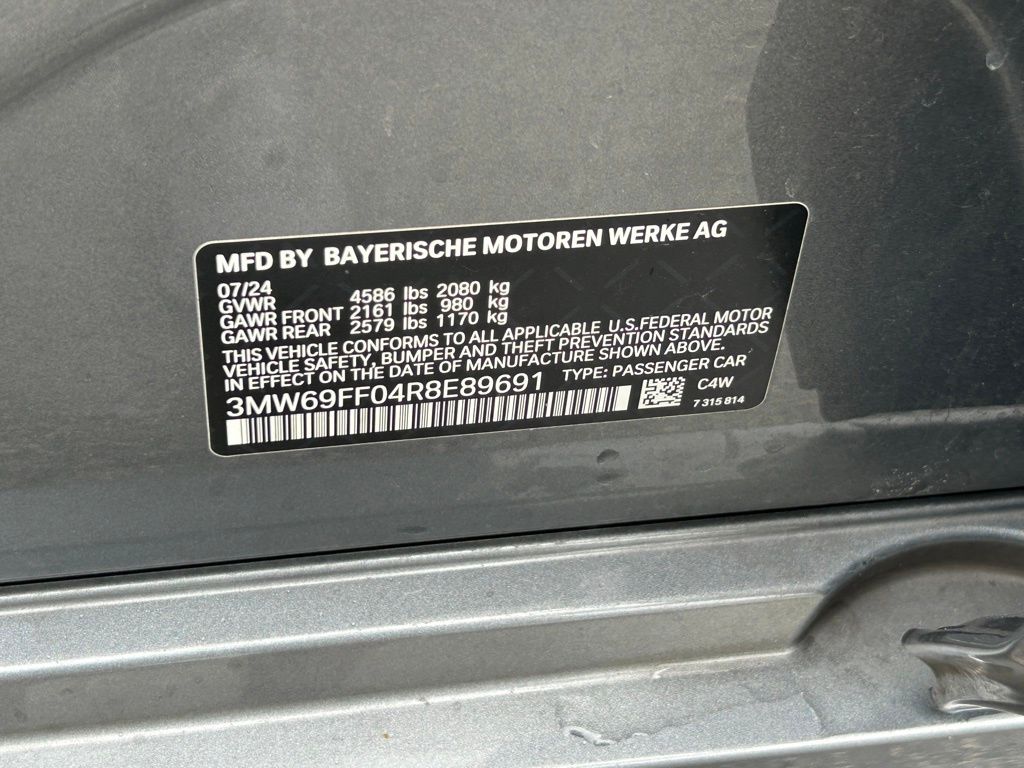 MFD BY BAYERISCHE MOTOREN WERKE AG
07/24
GVWR 4586 lbs 2080 kg
GAWR FRONT 2161 lbs 980 kg
GAWR REAR 2579 lbs 1170 kg
THIS VEHICLE CONFORMS TO ALL APPLICABLE U.S.FEDERAL MOTOR
VEHICLE SAFETY, BUMPER AND THEFT PREVENTION STANDARDS
IN EFFECT ON THE DATE OF MANUFACTURE SHOWN ABOVE.
3MW69FF04R8E89691 TYPE: PASSENGER CAR
C4W
7 315 814